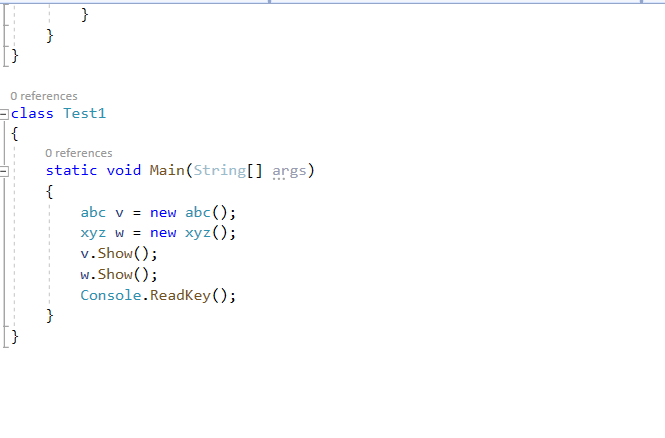 }
}
}
0 references
class Test1
{
0 references
static void Main(String[] args)
{
abc v = new abc();
xyz w = new xyz();
v.Show();
w.Show();
Console.ReadKey();
}
}